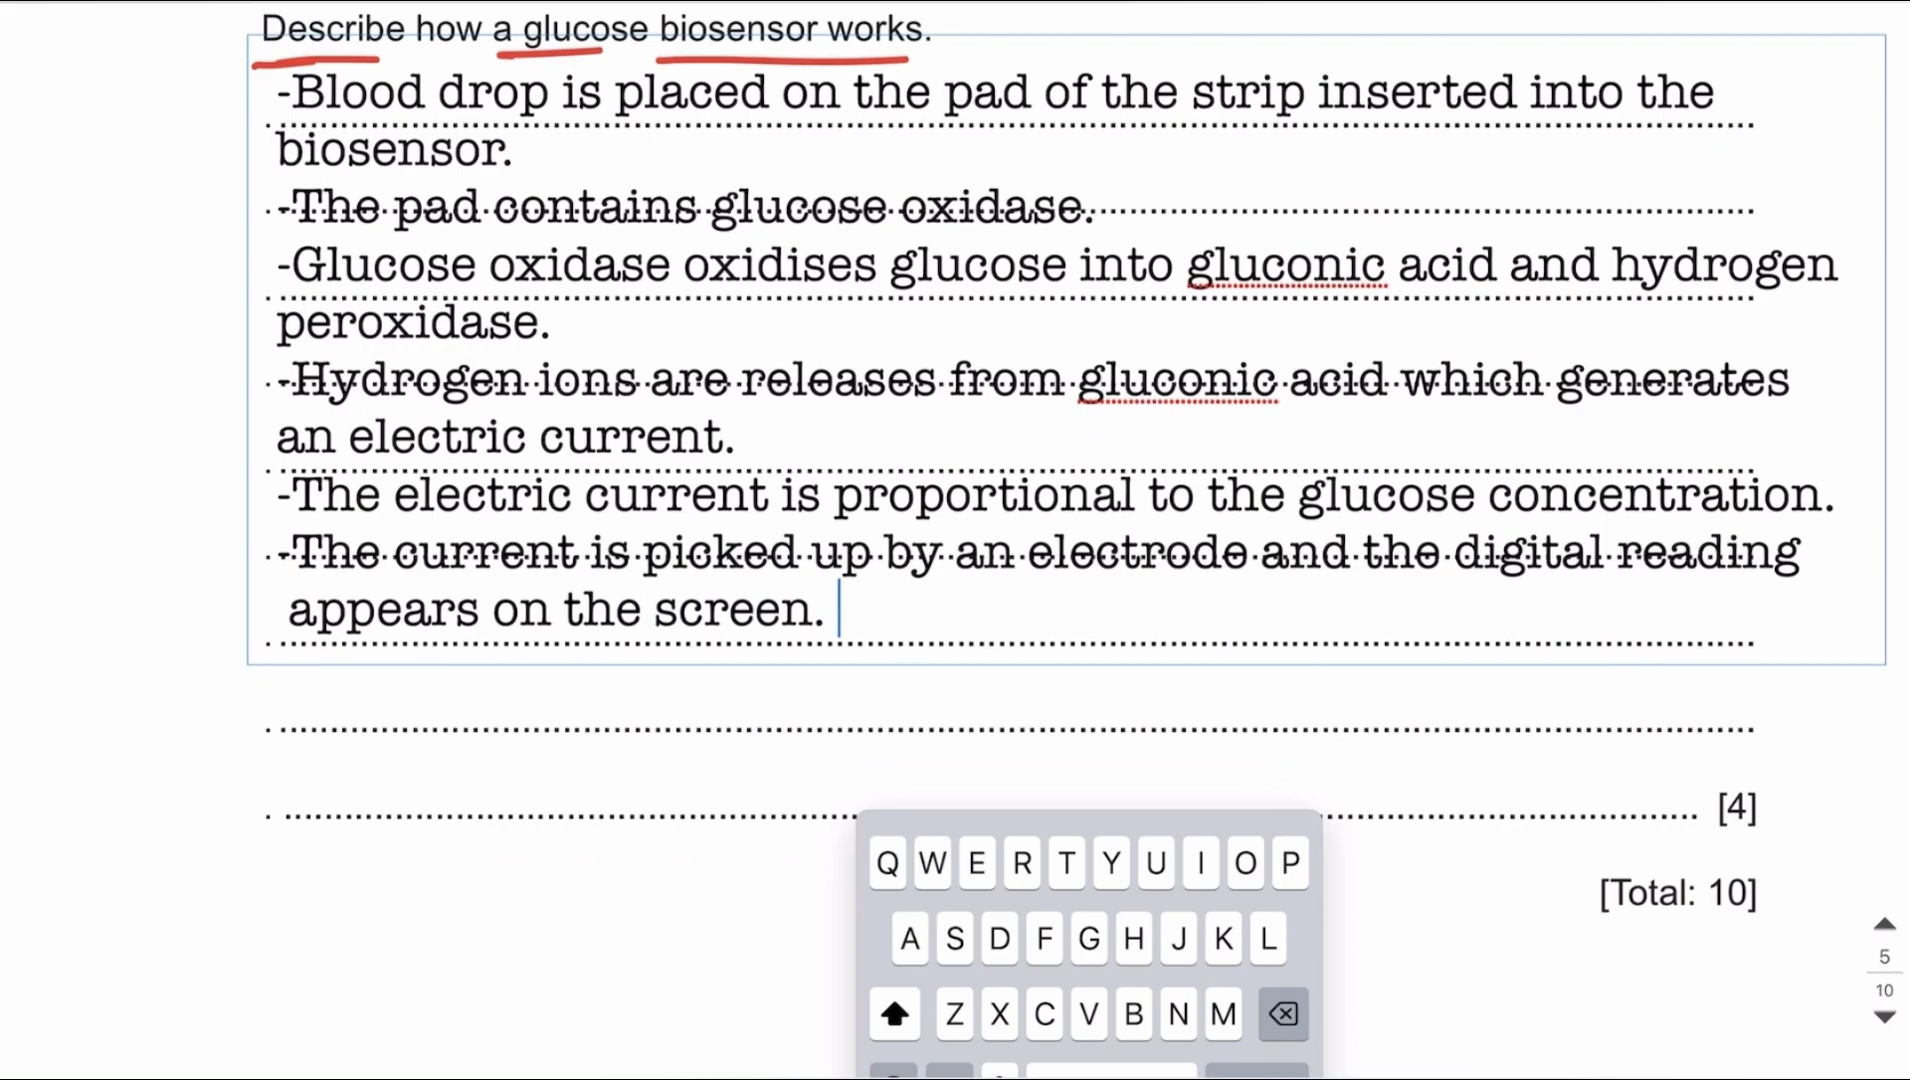 Describe how a glucose biosensor works.
-Blood drop is placed on the pad of the strip inserted into the
biosensor.
-The pad contains glucose oxidase.
-Glucose oxidase oxidises glucose into gluconic acid and hydrogen
peroxidase.
-Hydrogen ions are releases from gluconic acid which generates
an electric current.
-The electric current is proportional to the glucose concentration.
-The current is picked up by an electrode and the digital reading
appears on the screen.
[4]
[Total: 10]
Q W E R T Y U I O P
A S D F G H J K L
Z X C V B N M
5
10